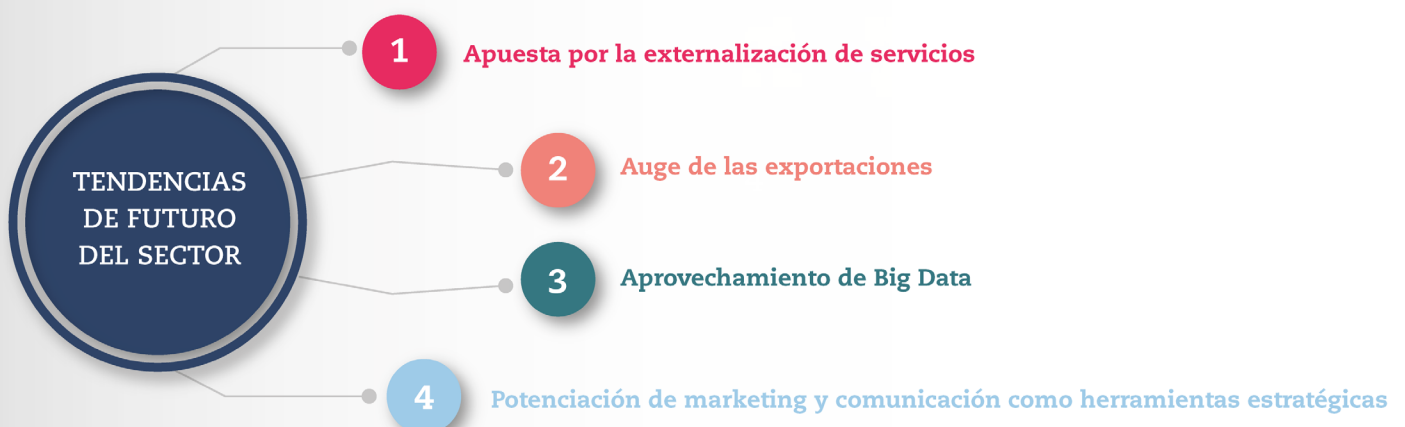 TENDENCIAS
DE FUTURO
DEL SECTOR
1
Apuesta por la externalización de servicios
2
Auge de las exportaciones
3
Aprovechamiento de Big Data
4
Potenciación de marketing y comunicación como herramientas estratégicas